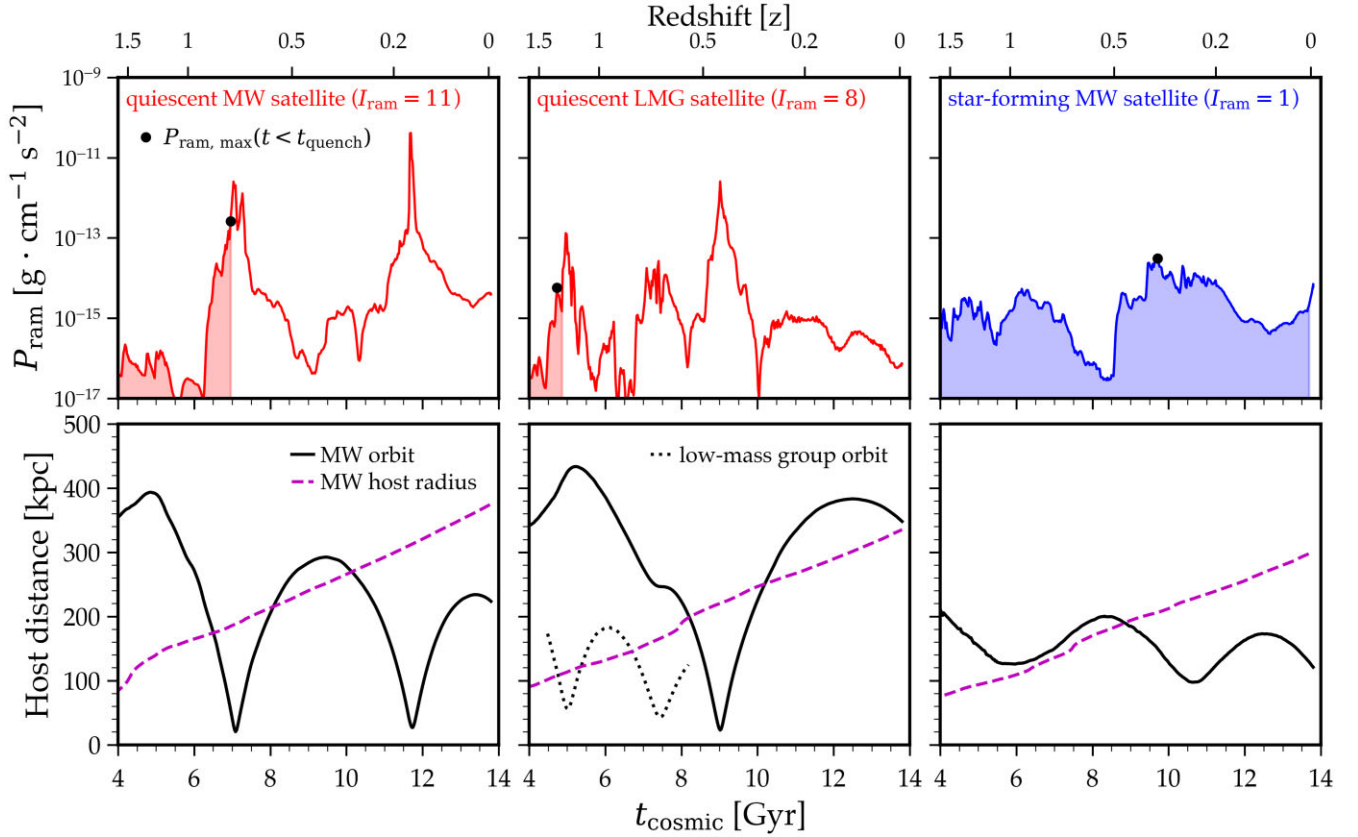 Redshift [z]
1.5 1 0.5 0.2 0 1.5 1 0.5 0.2 0 1.5 1 0.5 0.2 0
10⁻⁹
quiescent MW satellite (I_ram = 11) quiescent LMG satellite (I_ram = 8) star-forming MW satellite (I_ram = 1)
P_ram, max(t < t_quench)
10⁻¹¹
10⁻¹³
10⁻¹⁵
10⁻¹⁷
P_ram [g · cm⁻¹ s⁻²]
500
MW orbit low-mass group orbit
MW host radius
400
300
200
100
0
Host distance [kpc]
4 6 8 10 12 14 4 6 8 10 12 14 4 6 8 10 12 14
t_cosmic [Gyr]